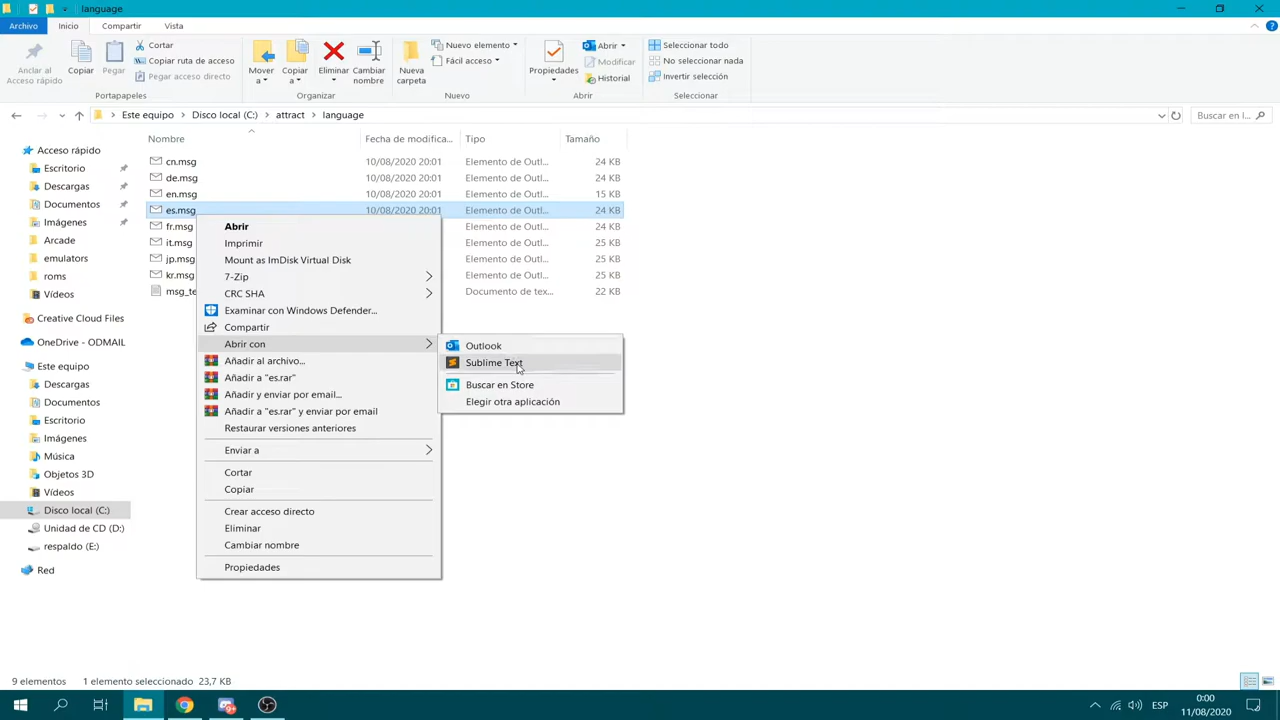 language
Archivo
Inicio
Compartir
Vista
Anclar al
Acceso rápido
Copiar
Pegar
Cortar
Copiar ruta de acceso
Pegar acceso directo
Portapapeles
Mover
a
Copiar
a
Eliminar
Cambiar
nombre
Organizar
Nueva
carpeta
Nuevo elemento
Fácil acceso
Nuevo
Propiedades
Abrir
Modificar
Historial
Abrir
Seleccionar todo
No seleccionar nada
Invertir selección
Seleccionar
Este equipo
Disco local (C:)
attract
language
Buscar en l...
Nombre
Fecha de modifica...
Tipo
Tamaño
cn.msg 10/08/2020 20:01 Elemento de Outl... 24 KB
de.msg 10/08/2020 20:01 Elemento de Outl... 24 KB
en.msg 10/08/2020 20:01 Elemento de Outl... 15 KB
es.msg 10/08/2020 20:01 Elemento de Outl... 24 KB
fr.msg Elemento de Outl... 24 KB
it.msg Elemento de Outl... 25 KB
jp.msg Elemento de Outl... 25 KB
kr.msg Elemento de Outl... 25 KB
msg_te Documento de tex... 22 KB
Acceso rápido
Escritorio
Descargas
Documentos
Imágenes
Arcade
emulators
roms
Vídeos
Creative Cloud Files
OneDrive - ODMAIL
Este equipo
Descargas
Documentos
Escritorio
Imágenes
Música
Objetos 3D
Vídeos
Disco local (C:)
Unidad de CD (D:)
respaldo (E:)
Red
Abrir
Imprimir
Mount as ImDisk Virtual Disk
7-Zip
CRC SHA
Examinar con Windows Defender...
Compartir
Abrir con
Añadir al archivo...
Añadir a "es.rar"
Añadir y enviar por email...
Añadir a "es.rar" y enviar por email
Restaurar versiones anteriores
Enviar a
Cortar
Copiar
Crear acceso directo
Eliminar
Cambiar nombre
Propiedades
Outlook
Sublime Text
Buscar en Store
Elegir otra aplicación
9 elementos
1 elemento seleccionado 23,7 KB
ESP
0:00
11/08/2020